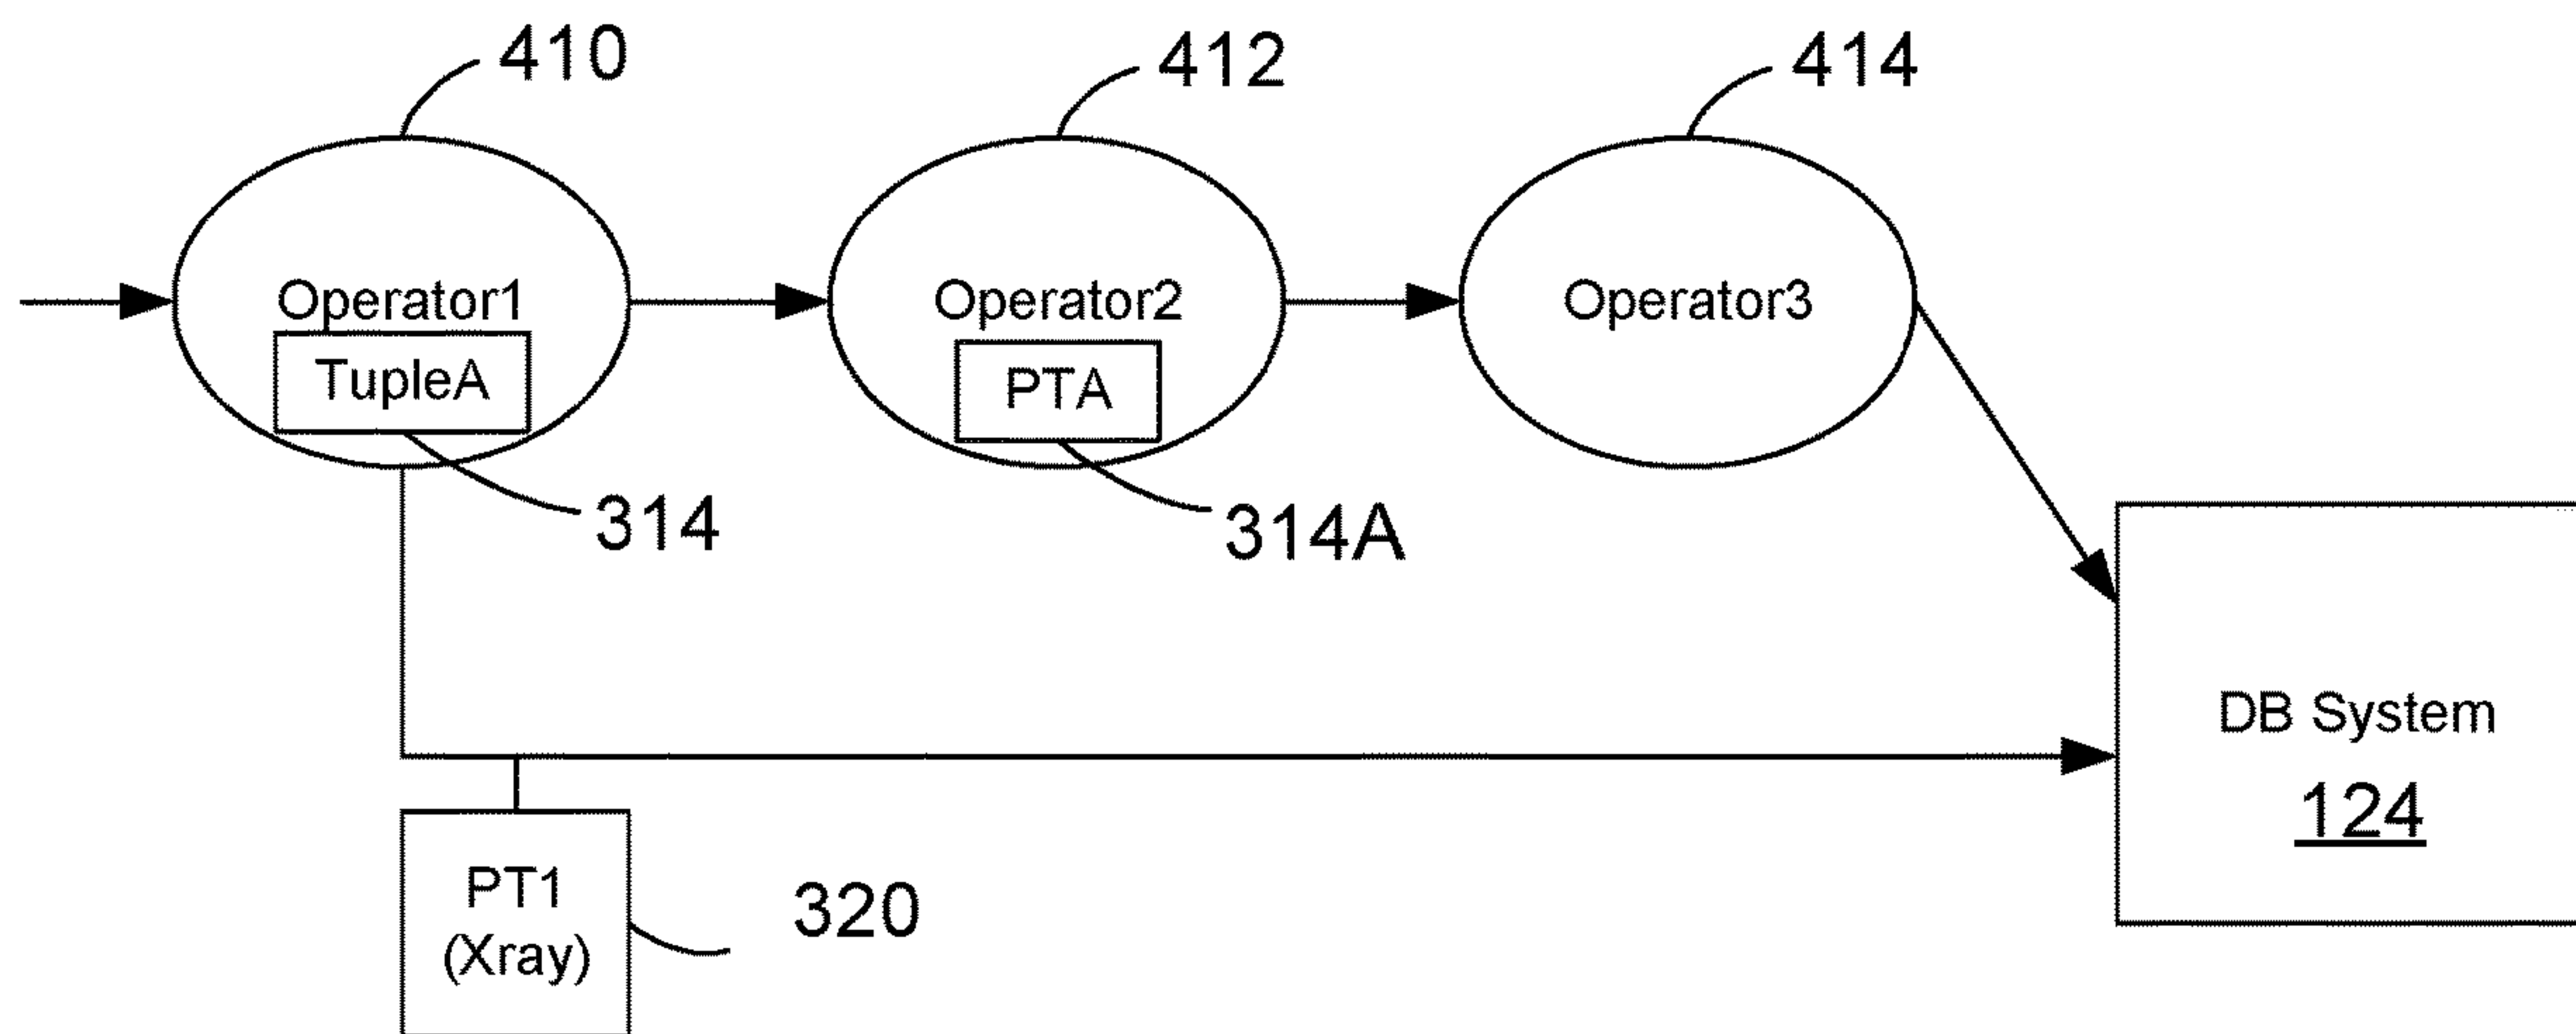 410
412
414
Operator1
Operator2
Operator3
TupleA
PTA
314
314A
DB System
124
PT1
(Xray)
320